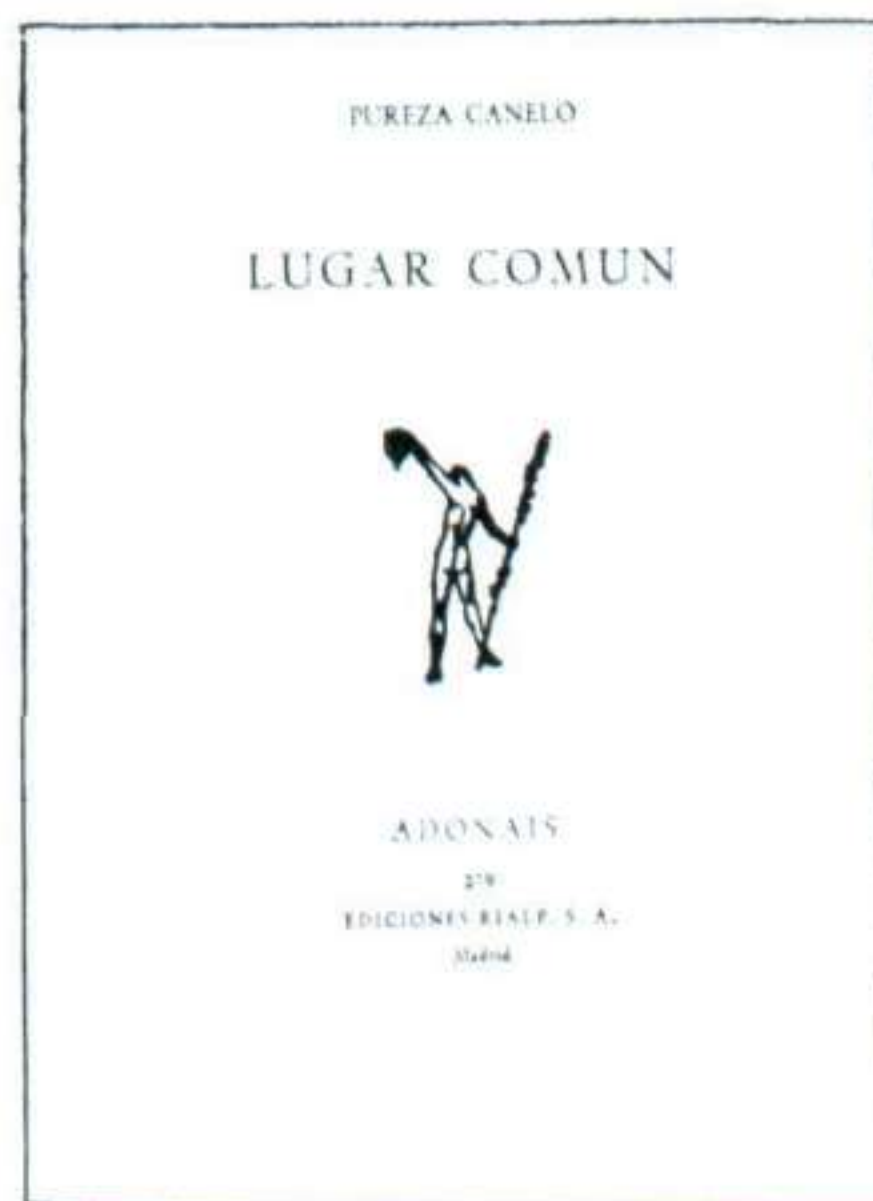 PUREZA CANELO
LUGAR COMUN
ADONAIS
EDICIONES RIALP, S. A.
Madrid